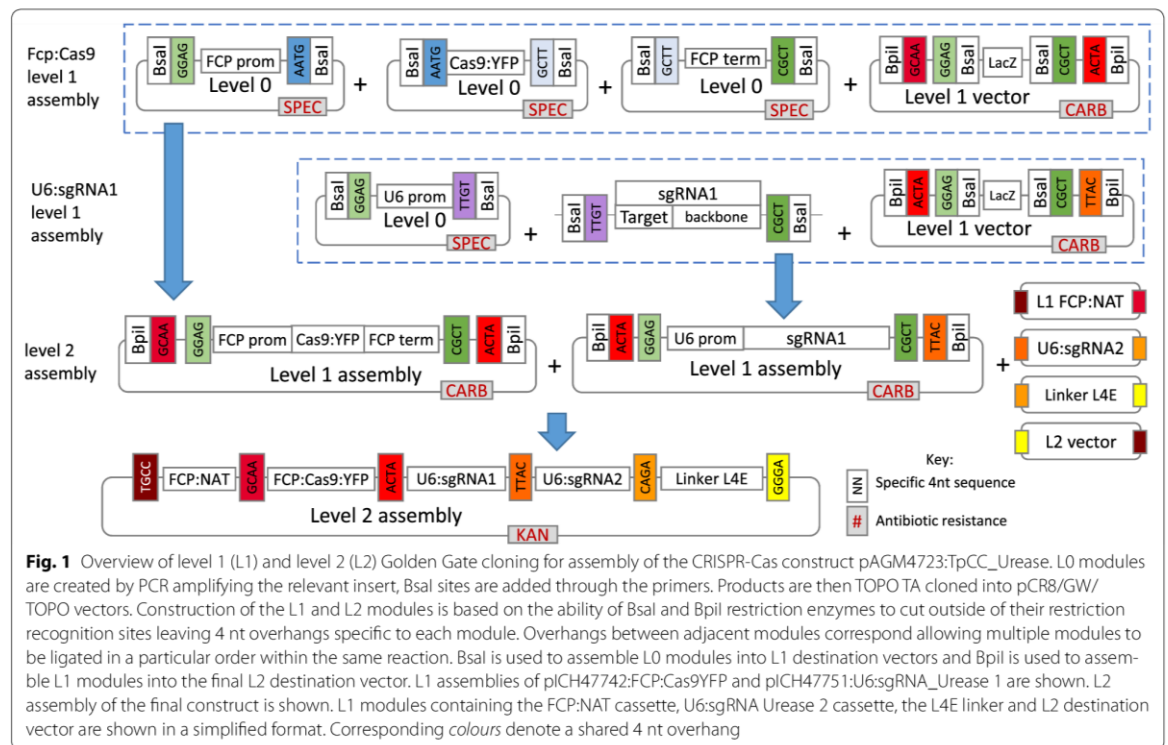 Fcp:Cas9
level 1
assembly
BsaI GGAG FCP prom AATG BsaI
Level 0
SPEC
+
BsaI AATG Cas9:YFP GCTT BsaI
Level 0
SPEC
+
BsaI GCTT FCP term CGCT BsaI
Level 0
SPEC
+
BpiI GCAA GGAG BsaI LacZ BsaI CGCT ACTA BpiI
Level 1 vector
CARB
U6:sgRNA1
level 1
assembly
BsaI GGAG U6 prom TTGT BsaI
Level 0
SPEC
+
sgRNA1
BsaI TTGT Target backbone CGCT BsaI
+
BpiI ACTA GGAG BsaI LacZ BsaI CGCT TTAC BpiI
Level 1 vector
CARB
level 2
assembly
BpiI GCAA GGAG FCP prom Cas9:YFP FCP term CGCT ACTA BpiI
Level 1 assembly
CARB
+
BpiI ACTA GGAG U6 prom sgRNA1 CGCT TTAC BpiI
Level 1 assembly
CARB
+
L1 FCP:NAT
U6:sgRNA2
Linker L4E
L2 vector
TGCC FCP:NAT GCAA FCP:Cas9:YFP ACTA U6:sgRNA1 TTAC U6:sgRNA2 CAGA Linker L4E GGGA
Level 2 assembly
KAN
Key:
NN Specific 4nt sequence
# Antibiotic resistance
Fig. 1 Overview of level 1 (L1) and level 2 (L2) Golden Gate cloning for assembly of the CRISPR-Cas construct pAGM4723:TpCC_Urease. L0 modules
are created by PCR amplifying the relevant insert, BsaI sites are added through the primers. Products are then TOPO TA cloned into pCR8/GW/
TOPO vectors. Construction of the L1 and L2 modules is based on the ability of BsaI and BpiI restriction enzymes to cut outside of their restriction
recognition sites leaving 4 nt overhangs specific to each module. Overhangs between adjacent modules correspond allowing multiple modules to
be ligated in a particular order within the same reaction. BsaI is used to assemble L0 modules into L1 destination vectors and BpiI is used to assem-
ble L1 modules into the final L2 destination vector. L1 assemblies of pICH47742:FCP:Cas9YFP and pICH47751:U6:sgRNA_Urease 1 are shown. L2
assembly of the final construct is shown. L1 modules containing the FCP:NAT cassette, U6:sgRNA Urease 2 cassette, the L4E linker and L2 destination
vector are shown in a simplified format. Corresponding colours denote a shared 4 nt overhang